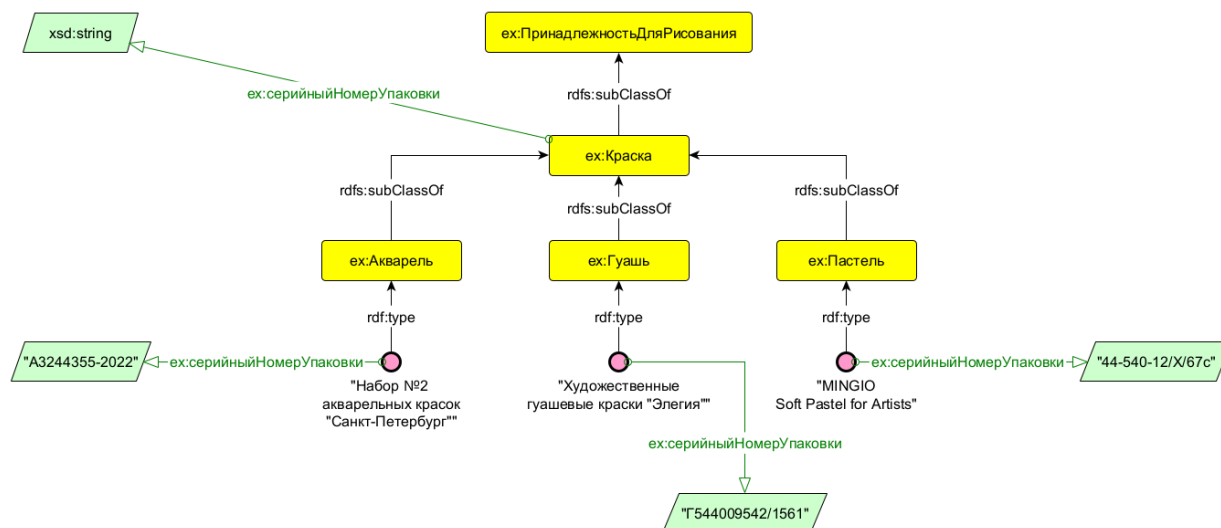 xsd:string
ex:ПринадлежностьДляРисования
ex:серийныйНомерУпаковки
rdfs:subClassOf
ex:Краска
rdfs:subClassOf
rdfs:subClassOf
rdfs:subClassOf
ex:Акварель
ex:Гуашь
ex:Пастель
rdf:type
rdf:type
rdf:type
"А3244355-2022"
ex:серийныйНомерУпаковки
ex:серийныйНомерУпаковки
"44-540-12/X/67c"
"Набор №2
акварельных красок
"Санкт-Петербург""
"Художественные
гуашевые краски "Элегия""
"MINGIO
Soft Pastel for Artists"
ex:серийныйНомерУпаковки
"Г544009542/1561"